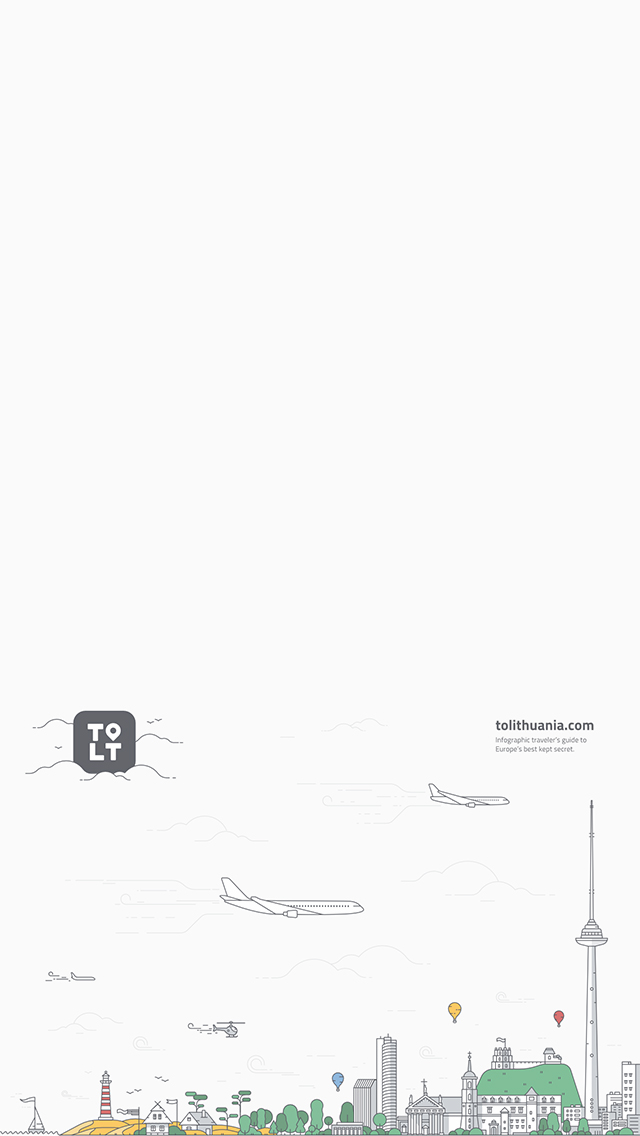 TO
LT
tolithuania.com
Infographic traveler's guide to
Europe's best kept secret.